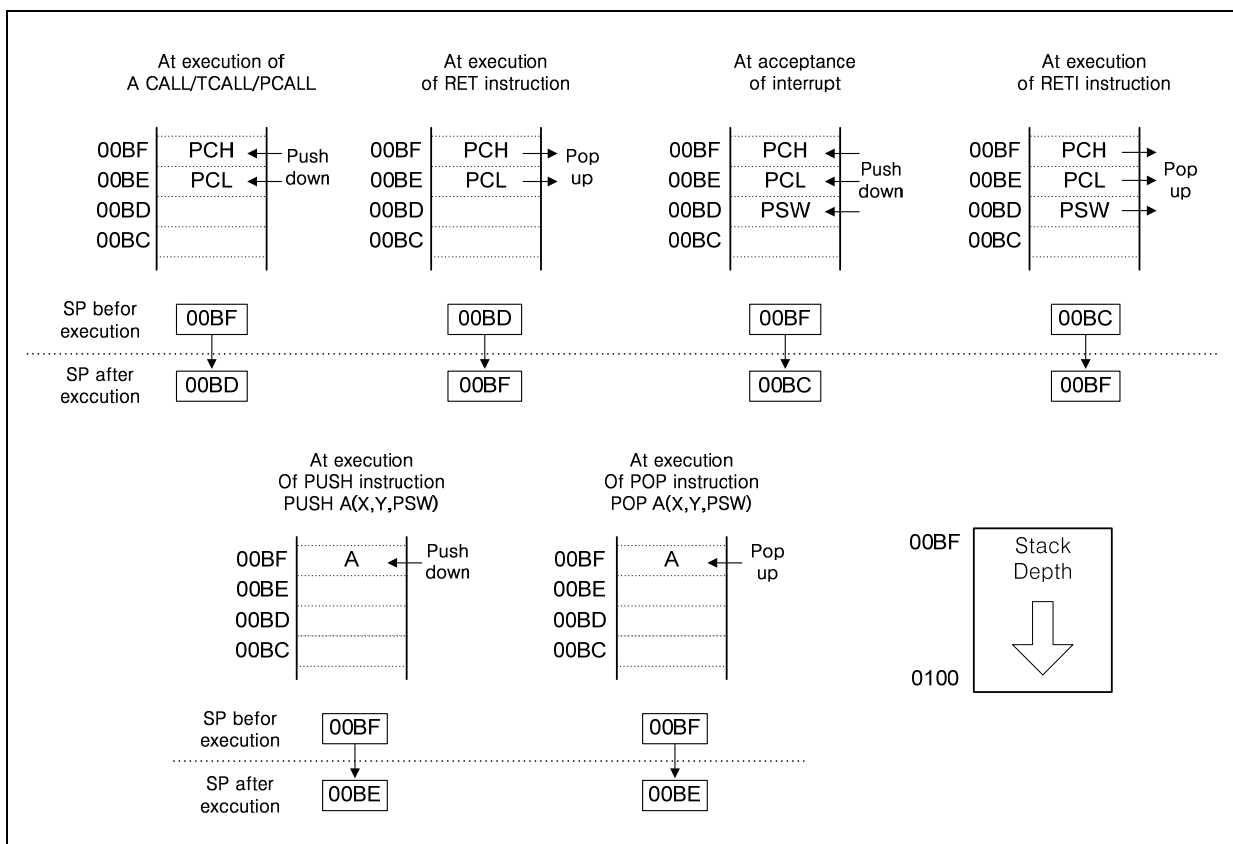 At execution of
A CALL/TCALL/PCALL
00BF PCH Push
00BE PCL down
00BD
00BC
At execution
of RET instruction
00BF PCH Pop
00BE PCL up
00BD
00BC
At acceptance
of interrupt
00BF PCH
00BE PCL Push
00BD PSW down
00BC
At execution
of RETI instruction
00BF PCH
00BE PCL Pop
00BD PSW up
00BC
SP befor
execution
00BF
00BD
00BF
00BC
SP after
exccution
00BD
00BF
00BC
00BF
At execution
Of PUSH instruction
PUSH A(X,Y,PSW)
00BF A Push
00BE down
00BD
00BC
At execution
Of POP instruction
POP A(X,Y,PSW)
00BF A Pop
00BE up
00BD
00BC
00BF Stack
Depth
0100
SP befor
execution
00BF
00BF
SP after
exccution
00BE
00BE